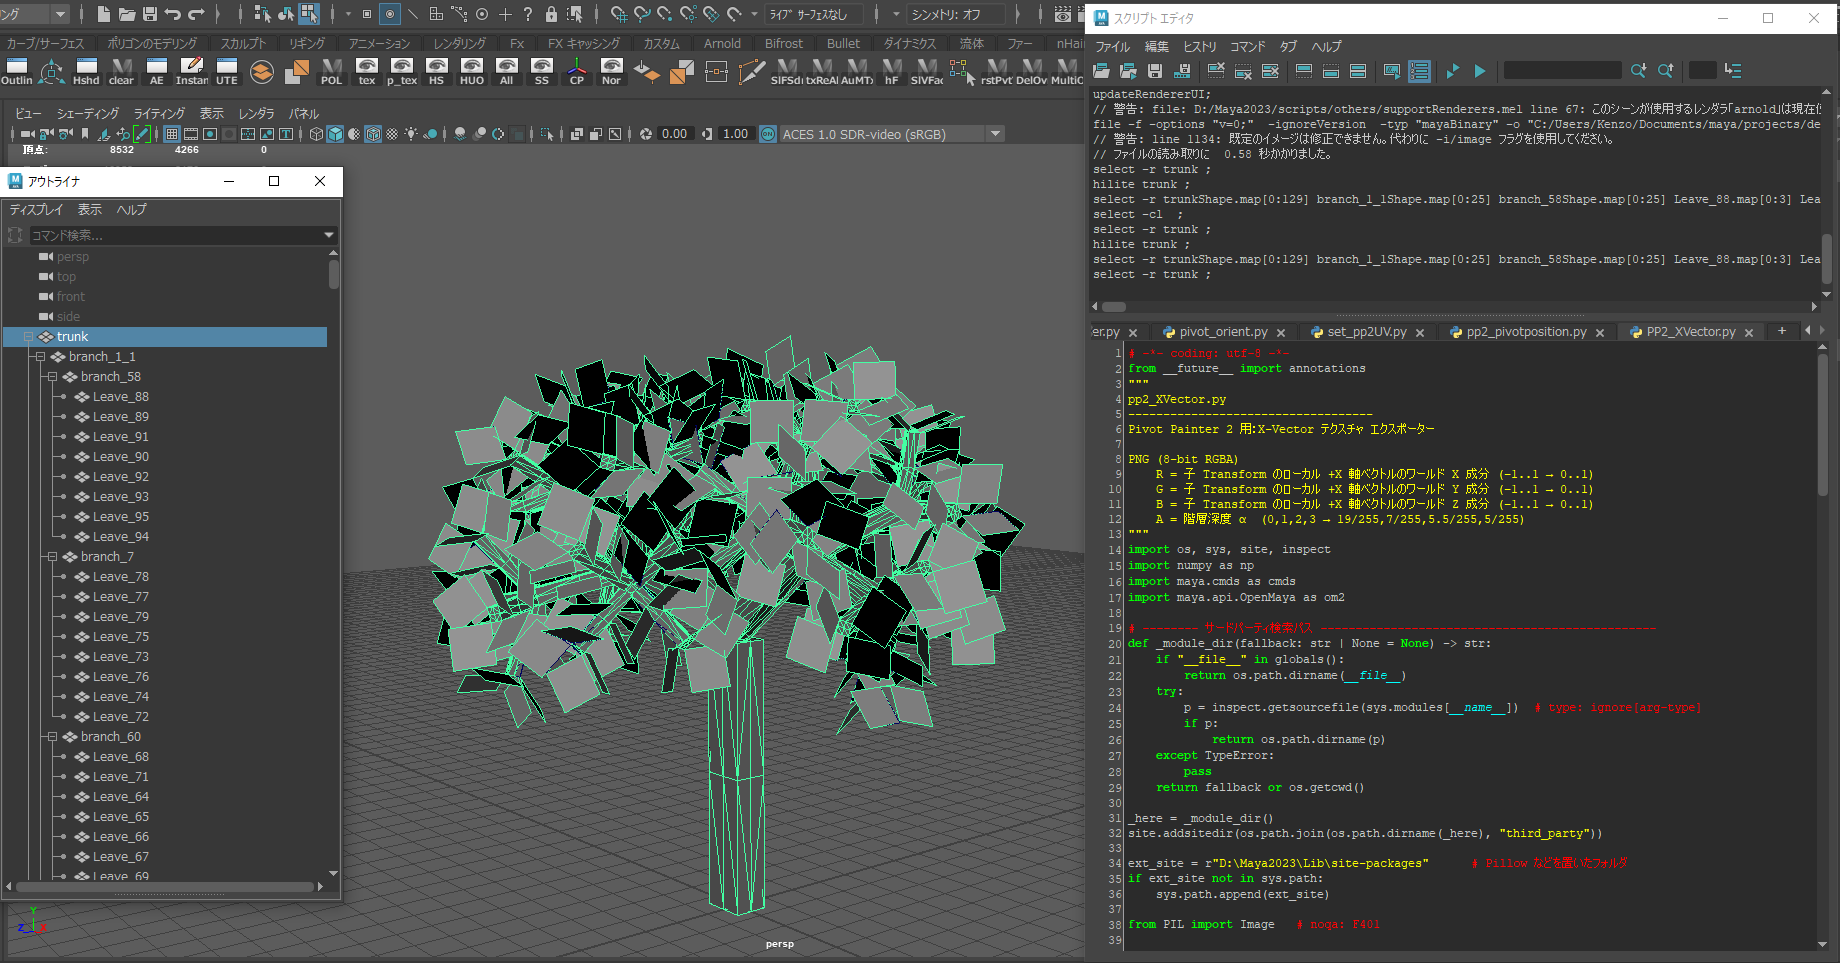 ング
ライブ サーフェスなし
シンメトリ: オフ
カーブ/サーフェス ポリゴンのモデリング スカルプト リギング アニメーション レンダリング Fx FX キャッシング カスタム Arnold Bifrost Bullet ダイナミクス 流体 ファー nHair
Outlin Hshd clear AE Instan UTE POL tex p_tex HS HUO All SS CP Nor SIFSd txReAl AuMTx hF SIVFac rstPvt DelOv MultiC
ビュー シェーディング ライティング 表示 レンダラ パネル
0.00 1.00 ON ACES 1.0 SDR-video (sRGB)
頂点: 8532 4266 0
アウトライナ
ディスプレイ 表示 ヘルプ
コマンド検索...
persp
top
front
side
trunk
branch_1_1
branch_58
Leave_88
Leave_89
Leave_91
Leave_90
Leave_92
Leave_93
Leave_95
Leave_94
branch_7
Leave_78
Leave_77
Leave_79
Leave_75
Leave_73
Leave_76
Leave_74
Leave_72
branch_60
Leave_68
Leave_71
Leave_64
Leave_65
Leave_66
Leave_67
Leave_69
Y
Z X
persp
スクリプト エディタ
ファイル 編集 ヒストリ コマンド タブ ヘルプ
updateRendererUI;
// 警告: file: D:/Maya2023/scripts/others/supportRenderers.mel line 67: このシーンが使用するレンダラ「arnold」は現在使
file -f -options "v=0;"  -ignoreVersion  -typ "mayaBinary" -o "C:/Users/Kenzo/Documents/maya/projects/de
// 警告: line 1134: 既定のイメージは修正できません。代わりに -i/image フラグを使用してください。
// ファイルの読み取りに  0.58 秒かかりました。
select -r trunk ;
hilite trunk ;
select -r trunkShape.map[0:129] branch_1_1Shape.map[0:25] branch_58Shape.map[0:25] Leave_88.map[0:3] Lea
select -cl  ;
select -r trunk ;
hilite trunk ;
select -r trunkShape.map[0:129] branch_1_1Shape.map[0:25] branch_58Shape.map[0:25] Leave_88.map[0:3] Lea
select -r trunk ;
er.py pivot_orient.py set_pp2UV.py pp2_pivotposition.py PP2_XVector.py +
1 # -*- coding: utf-8 -*-
2 from __future__ import annotations
3 """
4 pp2_XVector.py
5 -----------------------------------
6 Pivot Painter 2 用:X-Vector テクスチャ エクスポーター
7
8 PNG (8-bit RGBA)
9     R = 子 Transform のローカル +X 軸ベクトルのワールド X 成分 (-1..1 → 0..1)
10     G = 子 Transform のローカル +X 軸ベクトルのワールド Y 成分 (-1..1 → 0..1)
11     B = 子 Transform のローカル +X 軸ベクトルのワールド Z 成分 (-1..1 → 0..1)
12     A = 階層深度 α  (0,1,2,3 → 19/255,7/255,5.5/255,5/255)
13 """
14 import os, sys, site, inspect
15 import numpy as np
16 import maya.cmds as cmds
17 import maya.api.OpenMaya as om2
18
19 # -------- サードパーティ検索パス ------------------------------------------------
20 def _module_dir(fallback: str | None = None) -> str:
21     if "__file__" in globals():
22         return os.path.dirname(__file__)
23     try:
24         p = inspect.getsourcefile(sys.modules[__name__])  # type: ignore[arg-type]
25         if p:
26             return os.path.dirname(p)
27     except TypeError:
28         pass
29     return fallback or os.getcwd()
30
31 _here = _module_dir()
32 site.addsitedir(os.path.join(os.path.dirname(_here), "third_party"))
33
34 ext_site = r"D:\Maya2023\Lib\site-packages"      # Pillow などを置いたフォルダ
35 if ext_site not in sys.path:
36     sys.path.append(ext_site)
37
38 from PIL import Image   # noqa: F401
39